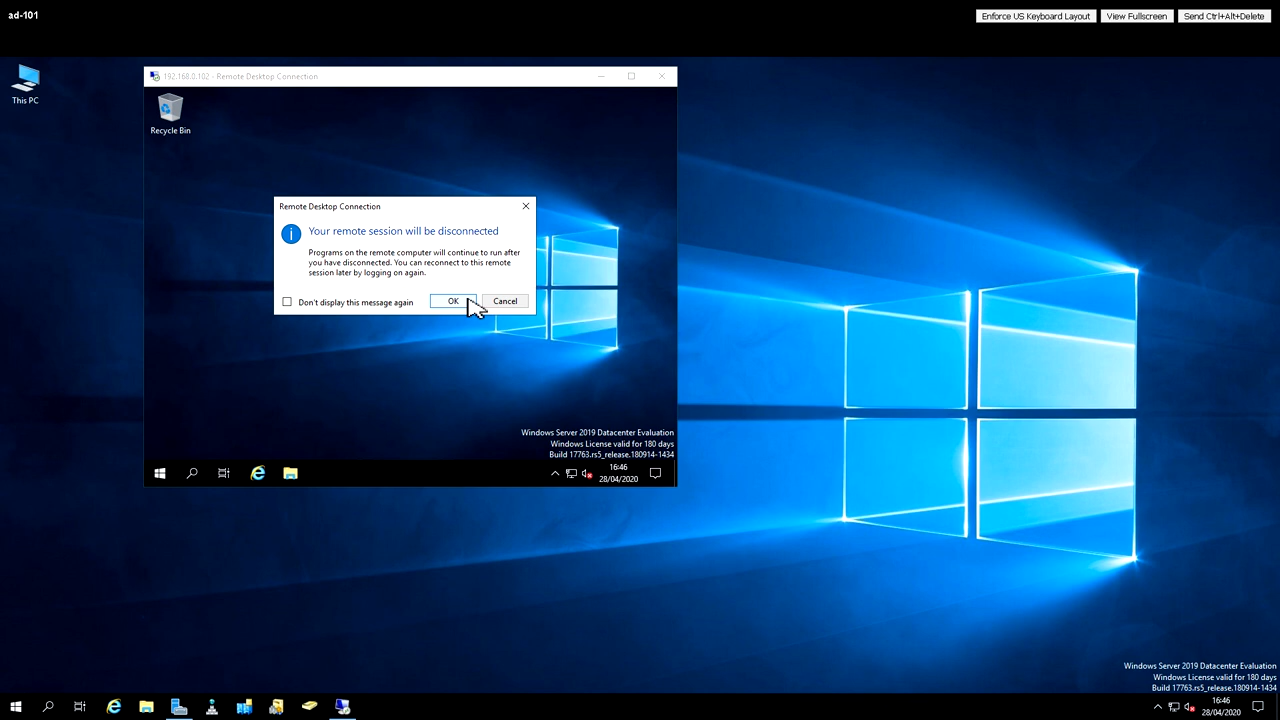 ad-101
Enforce US Keyboard Layout
View Fullscreen
Send Ctrl+Alt+Delete
This PC
192.168.0.102 - Remote Desktop Connection
Recycle Bin
Remote Desktop Connection
Your remote session will be disconnected
Programs on the remote computer will continue to run after
you have disconnected. You can reconnect to this remote
session later by logging on again.
Don't display this message again
OK
Cancel
Windows Server 2019 Datacenter Evaluation
Windows License valid for 180 days
Build 17763.rs5_release.180914-1434
16:46
28/04/2020
Windows Server 2019 Datacenter Evaluation
Windows License valid for 180 days
Build 17763.rs5_release.180914-1434
16:46
28/04/2020